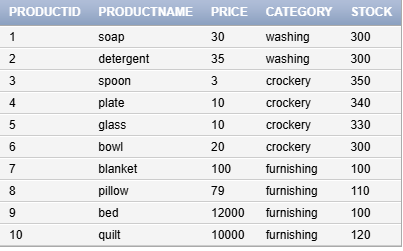 PRODUCTID PRODUCTNAME PRICE CATEGORY STOCK
1 soap 30 washing 300
2 detergent 35 washing 300
3 spoon 3 crockery 350
4 plate 10 crockery 340
5 glass 10 crockery 330
6 bowl 20 crockery 300
7 blanket 100 furnishing 100
8 pillow 79 furnishing 110
9 bed 12000 furnishing 100
10 quilt 10000 furnishing 120